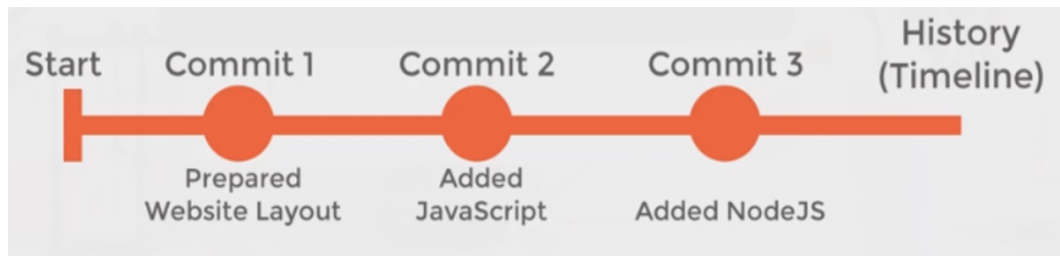 Start
Commit 1
Commit 2
Commit 3
History
(Timeline)
Prepared
Website Layout
Added
JavaScript
Added NodeJS